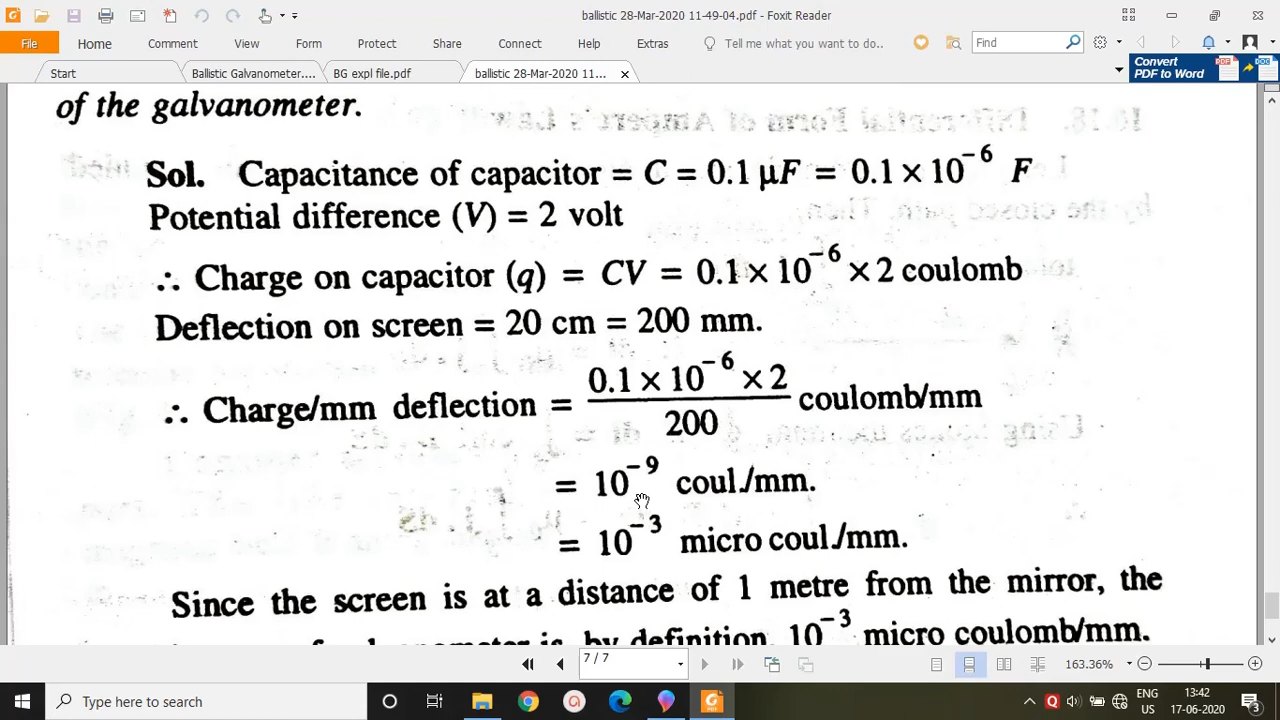 ballistic 28-Mar-2020 11-49-04.pdf - Foxit Reader
File Home Comment View Form Protect Share Connect Help Extras Tell me what you want to do.. Find
Start Ballistic Galvanometer.... BG expl file.pdf ballistic 28-Mar-2020 11... Convert PDF to Word
of the galvanometer.
Sol. Capacitance of capacitor = C = 0.1 μF = 0.1 × 10⁻⁶ F
Potential difference (V) = 2 volt
∴ Charge on capacitor (q) = CV = 0.1 × 10⁻⁶ × 2 coulomb
Deflection on screen = 20 cm = 200 mm.
0.1 × 10⁻⁶ × 2
∴ Charge/mm deflection = coulomb/mm
200
= 10⁻⁹ coul./mm.
= 10⁻³ micro coul./mm.
Since the screen is at a distance of 1 metre from the mirror, the
by definition, 10⁻³ micro coulomb/mm.
7 / 7 163.36%
Type here to search ENG US 13:42 17-06-2020 3